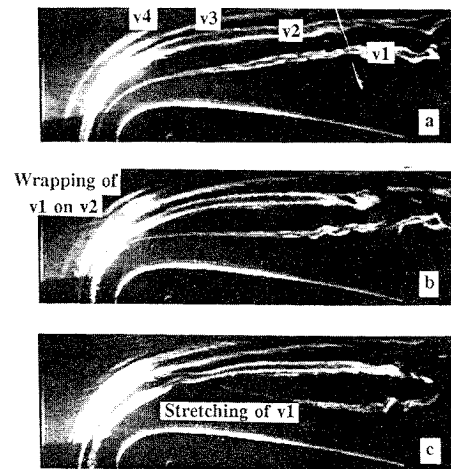 v4 v3
v2
v1
a
Wrapping of
v1 on v2
b
Stretching of v1
c